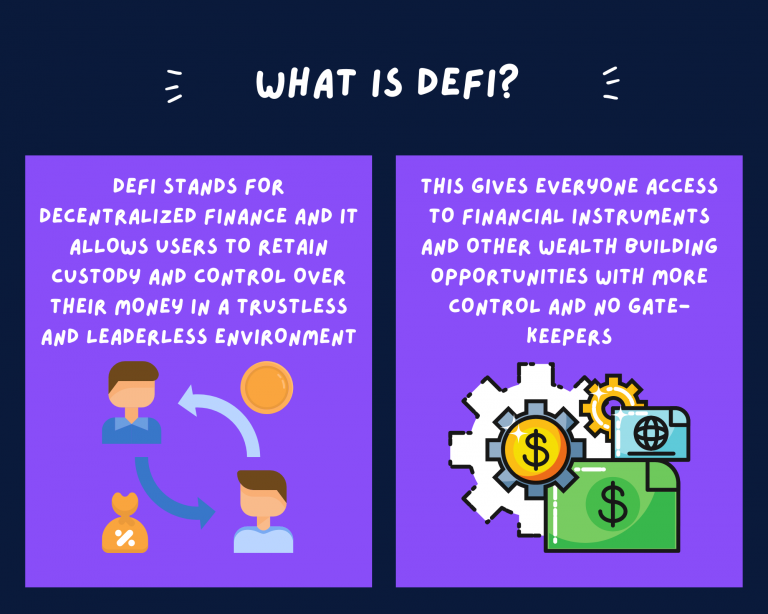 WHAT IS DEFI?
DEFI STANDS FOR
DECENTRALIZED FINANCE AND IT
ALLOWS USERS TO RETAIN
CUSTODY AND CONTROL OVER
THEIR MONEY IN A TRUSTLESS
AND LEADERLESS ENVIRONMENT
%
THIS GIVES EVERYONE ACCESS
TO FINANCIAL INSTRUMENTS
AND OTHER WEALTH BUILDING
OPPORTUNITIES WITH MORE
CONTROL AND NO GATE-
KEEPERS
$
$